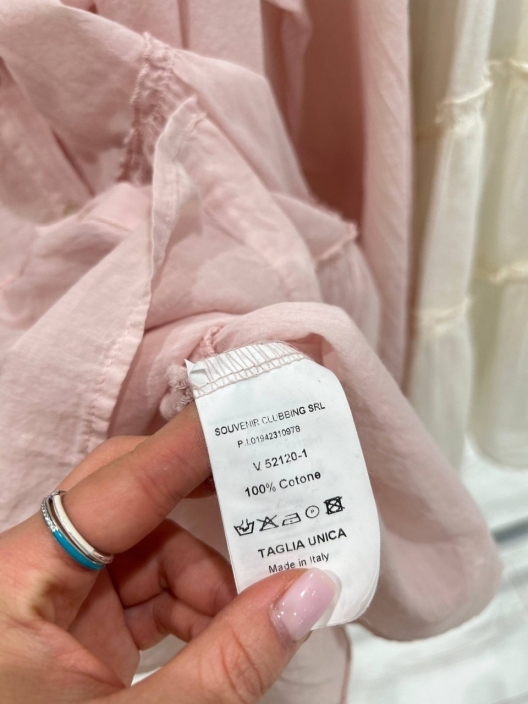 SOUVENIR CLUBBING SRL
P.I.01942310978
V. 52120-1
100% Cotone
TAGLIA UNICA
Made in Italy